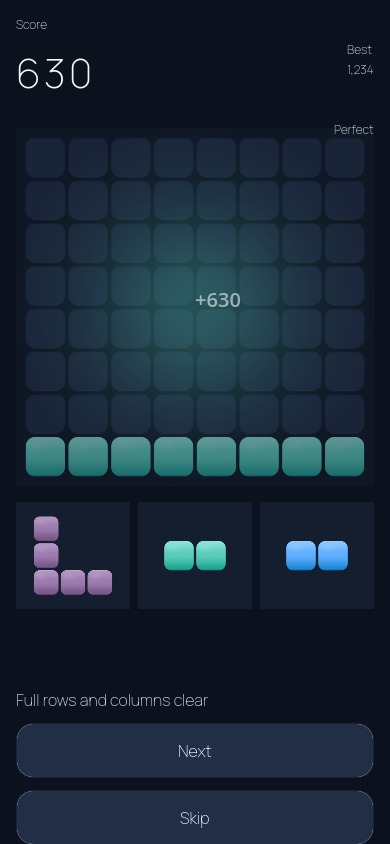 Score
630
Best
1,234
Perfect
+630
Full rows and columns clear
Next
Skip